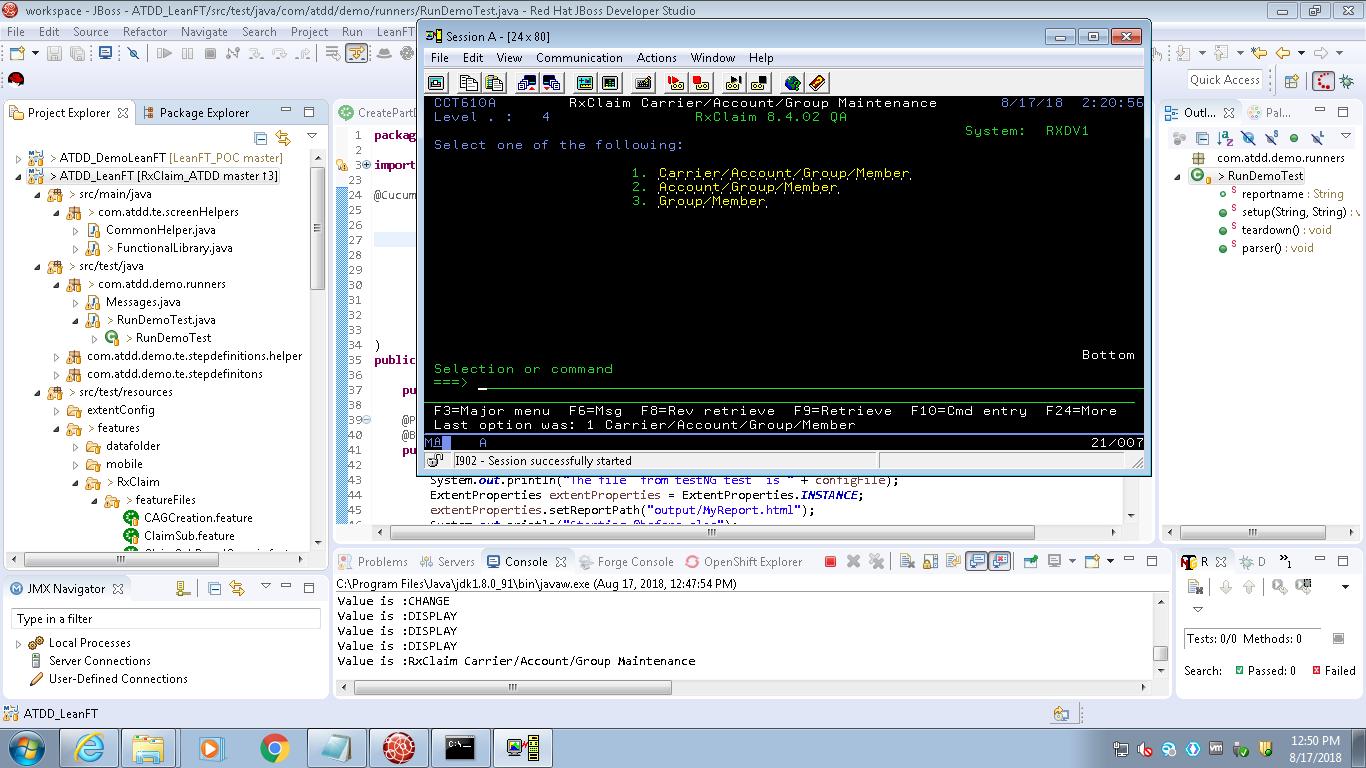 workspace - JBoss - ATDD_LeanFT/src/test/java/com/atdd/demo/runners/RunDemoTest.java - Red Hat JBoss Developer Studio
File Edit Source Refactor Navigate Search Project Run LeanFT
Quick Access
Project Explorer
Package Explorer
> ATDD_DemoLeanFT [LeanFT_POC master]
> ATDD_LeanFT [RxClaim_ATDD master ↑3]
> src/main/java
> com.atdd.te.screenHelpers
CommonHelper.java
> FunctionalLibrary.java
> src/test/java
> com.atdd.demo.runners
Messages.java
> RunDemoTest.java
> RunDemoTest
com.atdd.demo.te.stepdefinitions.helper
com.atdd.demo.te.stepdefinitons
> src/test/resources
extentConfig
> features
> datafolder
> mobile
> RxClaim
> featureFiles
CAGCreation.feature
ClaimSub.feature
JMX Navigator
Type in a filter
Local Processes
Server Connections
User-Defined Connections
CreatePartD
1 packag
2
3 import
23
24 @Cucum
25
26
27
28
29
30
31
32
33
34 )
35 public
36
37 pu
38
39 @P
40 @B
41 pu
42
43 System.out.println("The file from testNG test is " + configFile);
44 ExtentProperties extentProperties = ExtentProperties.INSTANCE;
45 extentProperties.setReportPath("output/MyReport.html");
46
Session A - [24 x 80]
File Edit View Communication Actions Window Help
CCT610A RxClaim Carrier/Account/Group Maintenance 8/17/18 2:20:56
Level . : 4 RxClaim 8.4.02 QA
System: RXDV1
Select one of the following:
1. Carrier/Account/Group/Member
2. Account/Group/Member
3. Group/Member
Bottom
Selection or command
===>
F3=Major menu F6=Msg F8=Rev retrieve F9=Retrieve F10=Cmd entry F24=More
Last option was: 1 Carrier/Account/Group/Member
MA A 21/007
I902 - Session successfully started
Outl...
Pal...
com.atdd.demo.runners
> RunDemoTest
reportname : String
setup(String, String) : v
teardown() : void
parser() : void
Problems Servers Console Forge Console OpenShift Explorer
C:\Program Files\Java\jdk1.8.0_91\bin\javaw.exe (Aug 17, 2018, 12:47:54 PM)
Value is :CHANGE
Value is :DISPLAY
Value is :DISPLAY
Value is :DISPLAY
Value is :RxClaim Carrier/Account/Group Maintenance
R D »1
Tests: 0/0 Methods: 0
Search: Passed: 0 Failed
ATDD_LeanFT
12:50 PM
8/17/2018